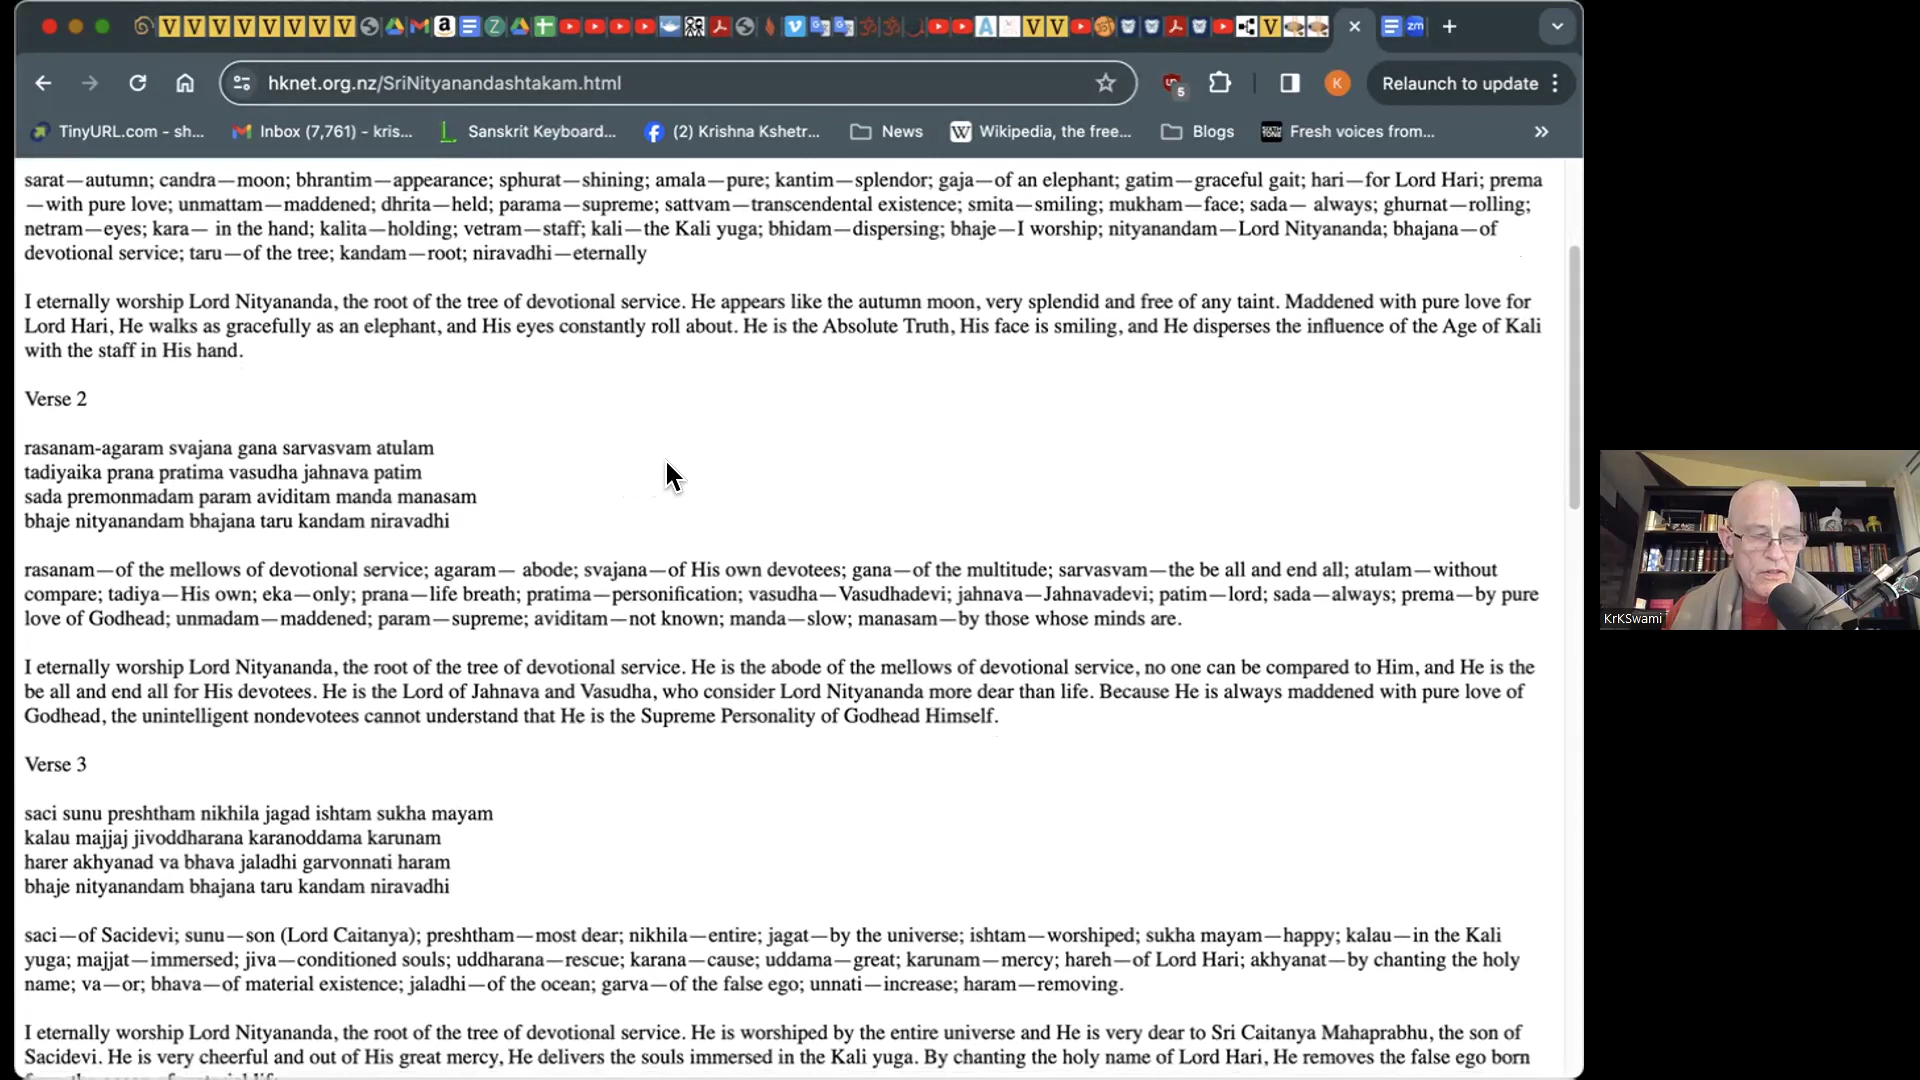 hknet.org.nz/SriNityanandashtakam.html
5
K
Relaunch to update
TinyURL.com - sh...
Inbox (7,761) - kris...
Sanskrit Keyboard...
(2) Krishna Kshetr...
News
Wikipedia, the free...
Blogs
Fresh voices from...
»
sarat—autumn; candra—moon; bhrantim—appearance; sphurat—shining; amala—pure; kantim—splendor; gaja—of an elephant; gatim—graceful gait; hari—for Lord Hari; prema
—with pure love; unmattam—maddened; dhrita—held; parama—supreme; sattvam—transcendental existence; smita—smiling; mukham—face; sada— always; ghurnat—rolling;
netram—eyes; kara— in the hand; kalita—holding; vetram—staff; kali—the Kali yuga; bhidam—dispersing; bhaje—I worship; nityanandam—Lord Nityananda; bhajana—of
devotional service; taru—of the tree; kandam—root; niravadhi—eternally
I eternally worship Lord Nityananda, the root of the tree of devotional service. He appears like the autumn moon, very splendid and free of any taint. Maddened with pure love for
Lord Hari, He walks as gracefully as an elephant, and His eyes constantly roll about. He is the Absolute Truth, His face is smiling, and He disperses the influence of the Age of Kali
with the staff in His hand.
Verse 2
rasanam-agaram svajana gana sarvasvam atulam
tadiyaika prana pratima vasudha jahnava patim
sada premonmadam param aviditam manda manasam
bhaje nityanandam bhajana taru kandam niravadhi
rasanam—of the mellows of devotional service; agaram— abode; svajana—of His own devotees; gana—of the multitude; sarvasvam—the be all and end all; atulam—without
compare; tadiya—His own; eka—only; prana—life breath; pratima—personification; vasudha—Vasudhadevi; jahnava—Jahnavadevi; patim—lord; sada—always; prema—by pure
love of Godhead; unmadam—maddened; param—supreme; aviditam—not known; manda—slow; manasam—by those whose minds are.
I eternally worship Lord Nityananda, the root of the tree of devotional service. He is the abode of the mellows of devotional service, no one can be compared to Him, and He is the
be all and end all for His devotees. He is the Lord of Jahnava and Vasudha, who consider Lord Nityananda more dear than life. Because He is always maddened with pure love of
Godhead, the unintelligent nondevotees cannot understand that He is the Supreme Personality of Godhead Himself.
Verse 3
saci sunu preshtham nikhila jagad ishtam sukha mayam
kalau majjaj jivoddharana karanoddama karunam
harer akhyanad va bhava jaladhi garvonnati haram
bhaje nityanandam bhajana taru kandam niravadhi
saci—of Sacidevi; sunu—son (Lord Caitanya); preshtham—most dear; nikhila—entire; jagat—by the universe; ishtam—worshiped; sukha mayam—happy; kalau—in the Kali
yuga; majjat—immersed; jiva—conditioned souls; uddharana—rescue; karana—cause; uddama—great; karunam—mercy; hareh—of Lord Hari; akhyanat—by chanting the holy
name; va—or; bhava—of material existence; jaladhi—of the ocean; garva—of the false ego; unnati—increase; haram—removing.
I eternally worship Lord Nityananda, the root of the tree of devotional service. He is worshiped by the entire universe and He is very dear to Sri Caitanya Mahaprabhu, the son of
Sacidevi. He is very cheerful and out of His great mercy, He delivers the souls immersed in the Kali yuga. By chanting the holy name of Lord Hari, He removes the false ego born
KrKSwami